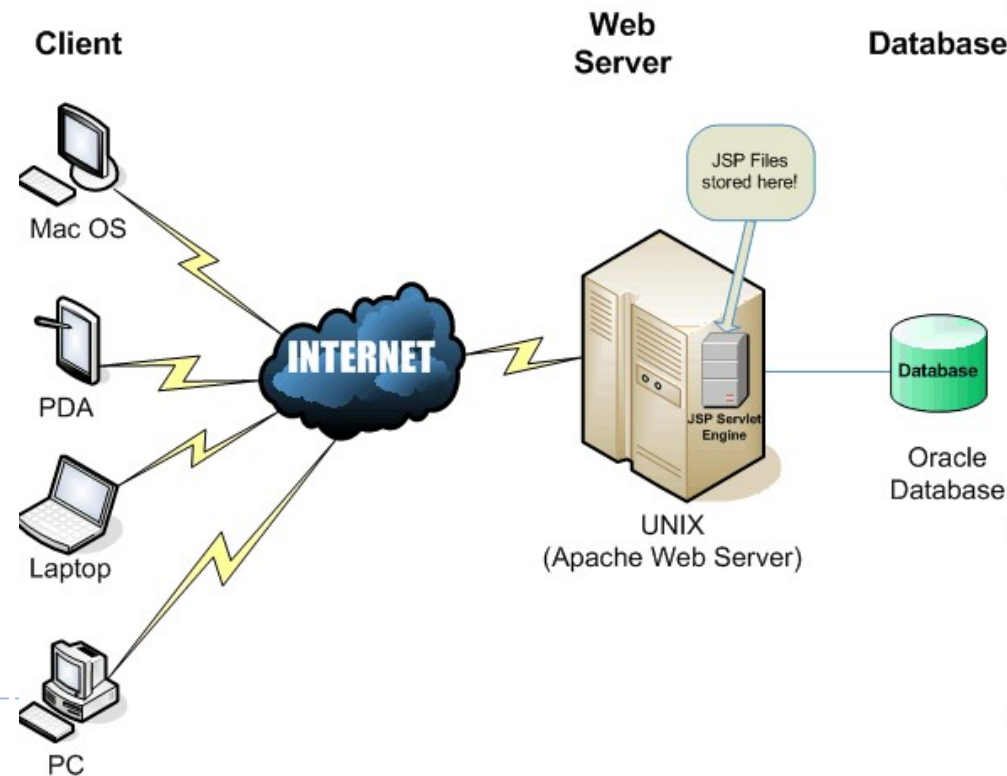 Client
Web
Server
Database
JSP Files
stored here!
Mac OS
INTERNET
PDA
JSP Servlet
Engine
Database
Oracle
Database
Laptop
UNIX
(Apache Web Server)
PC